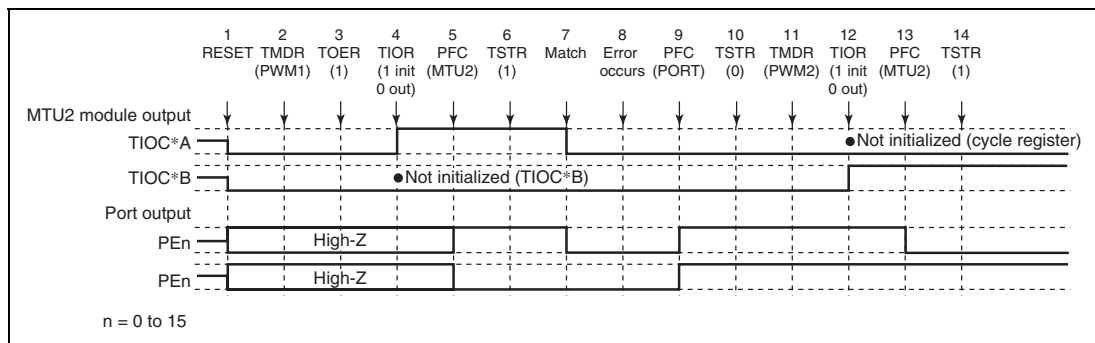 1 2 3 4 5 6 7 8 9 10 11 12 13 14
RESET TMDR TOER TIOR PFC TSTR Match Error PFC TSTR TMDR TIOR PFC TSTR
(PWM1) (1) (1 init (MTU2) (1) occurs (PORT) (0) (PWM2) (1 init (MTU2) (1)
0 out) 0 out)
MTU2 module output
TIOC*A ●Not initialized (cycle register)
TIOC*B ●Not initialized (TIOC*B)
Port output
PEn High-Z
PEn High-Z
n = 0 to 15